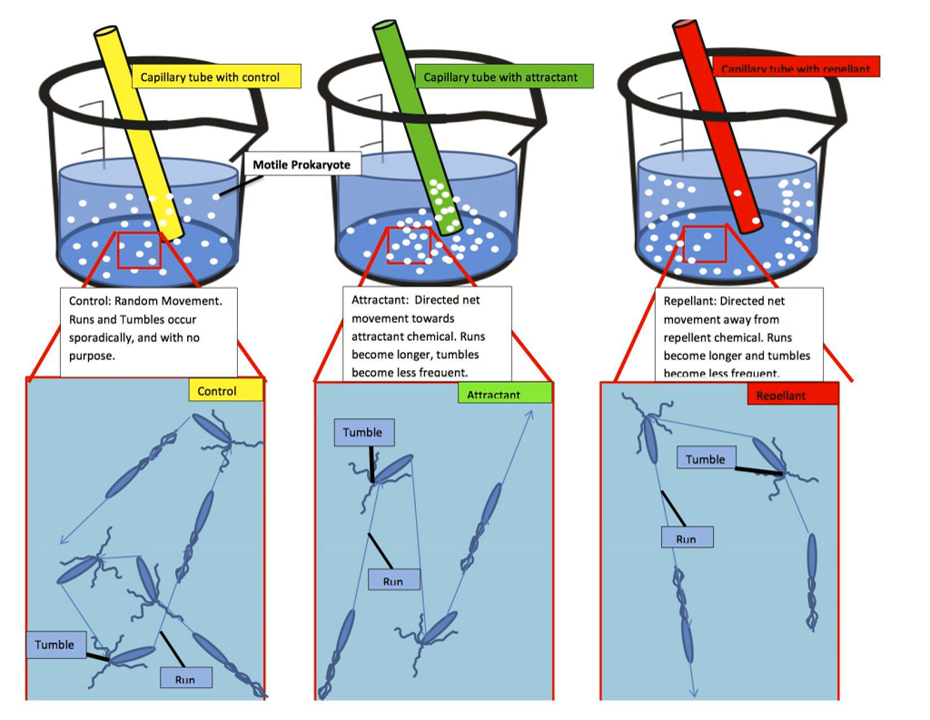 Capillary tube with control
Capillary tube with attractant
Capillary tube with repellant
Motile Prokaryote
Control: Random Movement.
Runs and Tumbles occur
sporadically, and with no
purpose.
Attractant: Directed net
movement towards
attractant chemical. Runs
become longer, tumbles
become less frequent.
Repellant: Directed net
movement away from
repellent chemical. Runs
become longer and tumbles
become less frequent.
Control
Tumble
Run
Attractant
Tumble
Run
Repellant
Tumble
Run